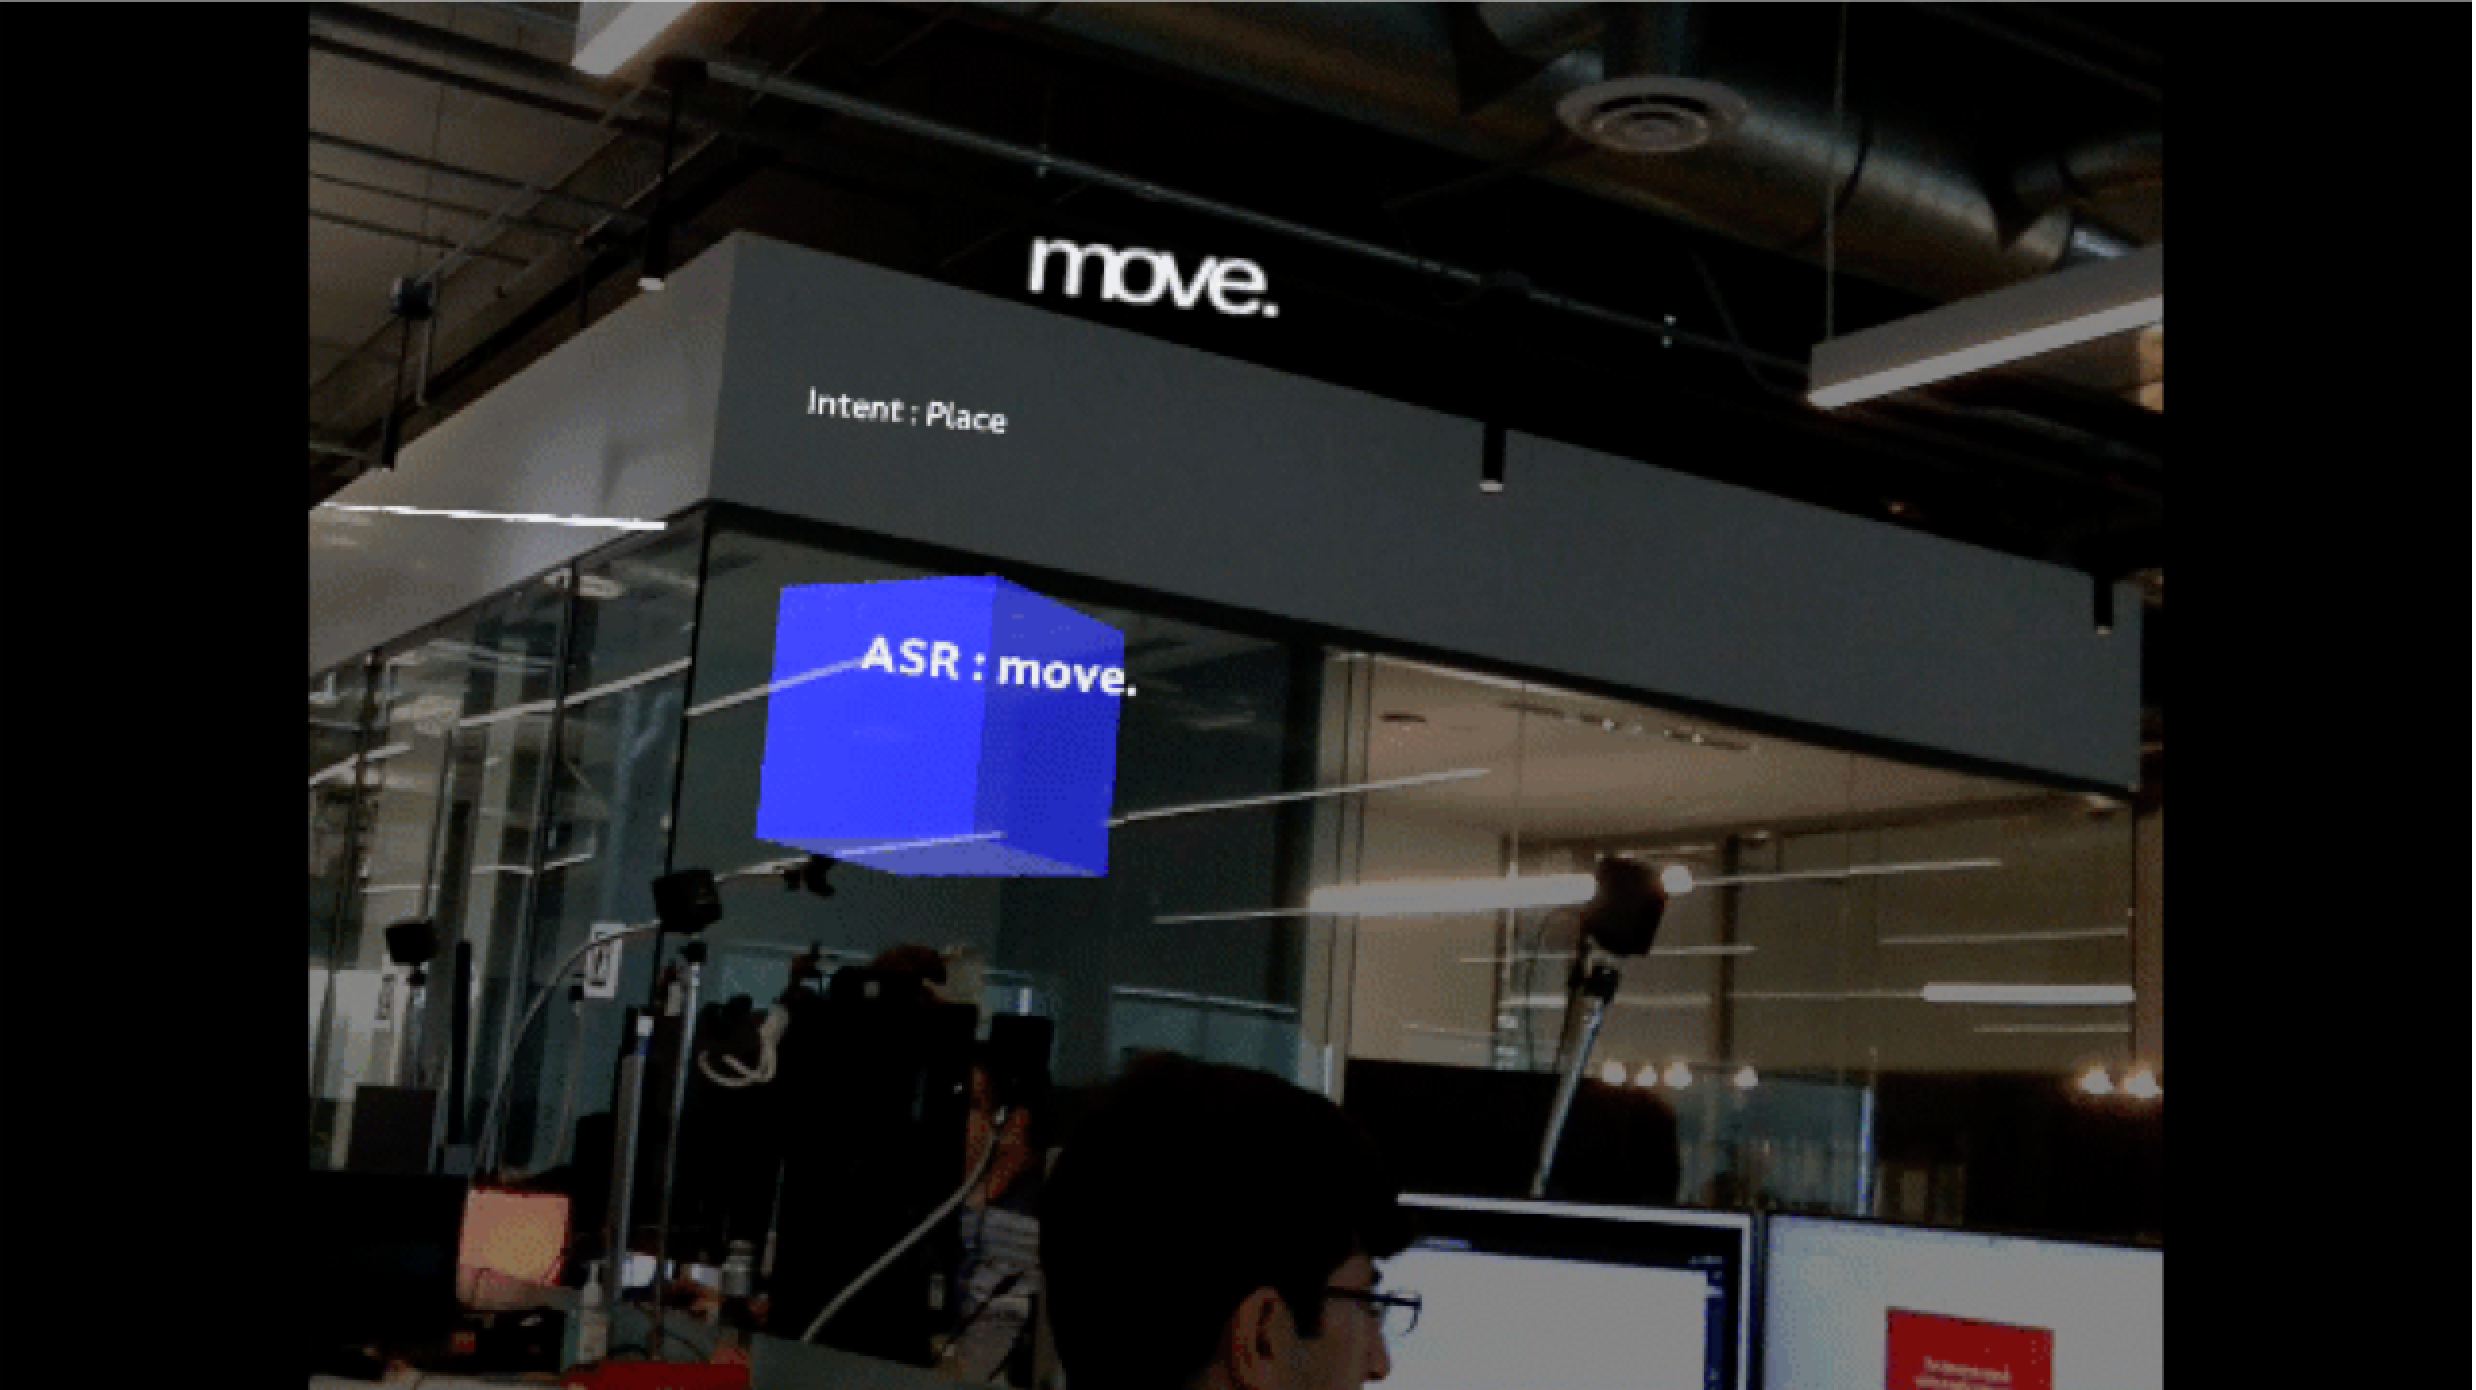 move.
Intent : Place
ASR : move.